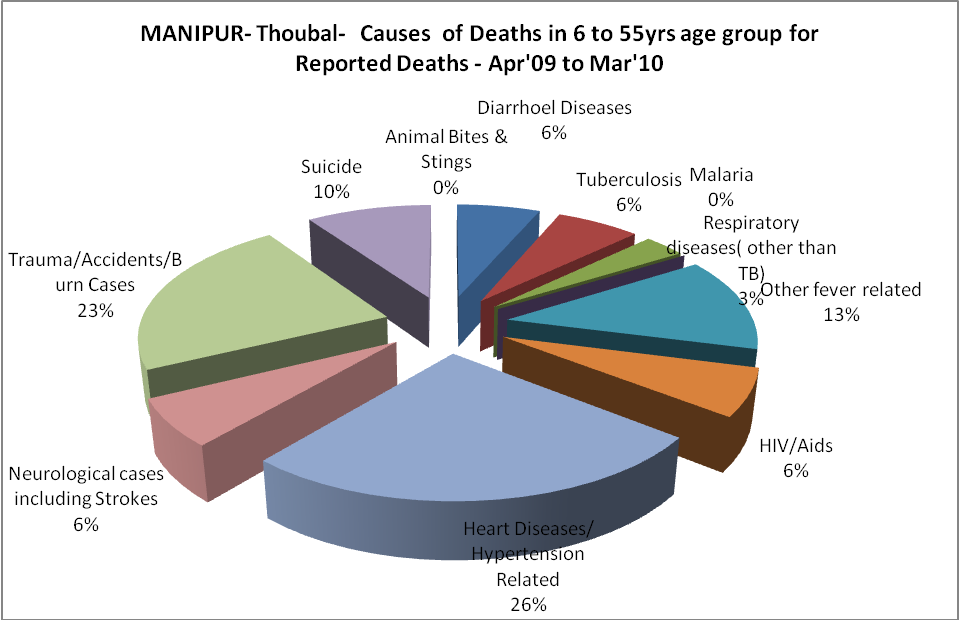 MANIPUR- Thoubal-  Causes  of Deaths in 6 to 55yrs age group for
Reported Deaths - Apr'09 to Mar'10
Diarrhoel Diseases
6%
Animal Bites &
Stings
0%
Suicide
10%
Tuberculosis
6%
Malaria
0%
Respiratory
diseases( other than
TB)
3%
Other fever related
13%
Trauma/Accidents/B
urn Cases
23%
HIV/Aids
6%
Neurological cases
including Strokes
6%
Heart Diseases/
Hypertension
Related
26%